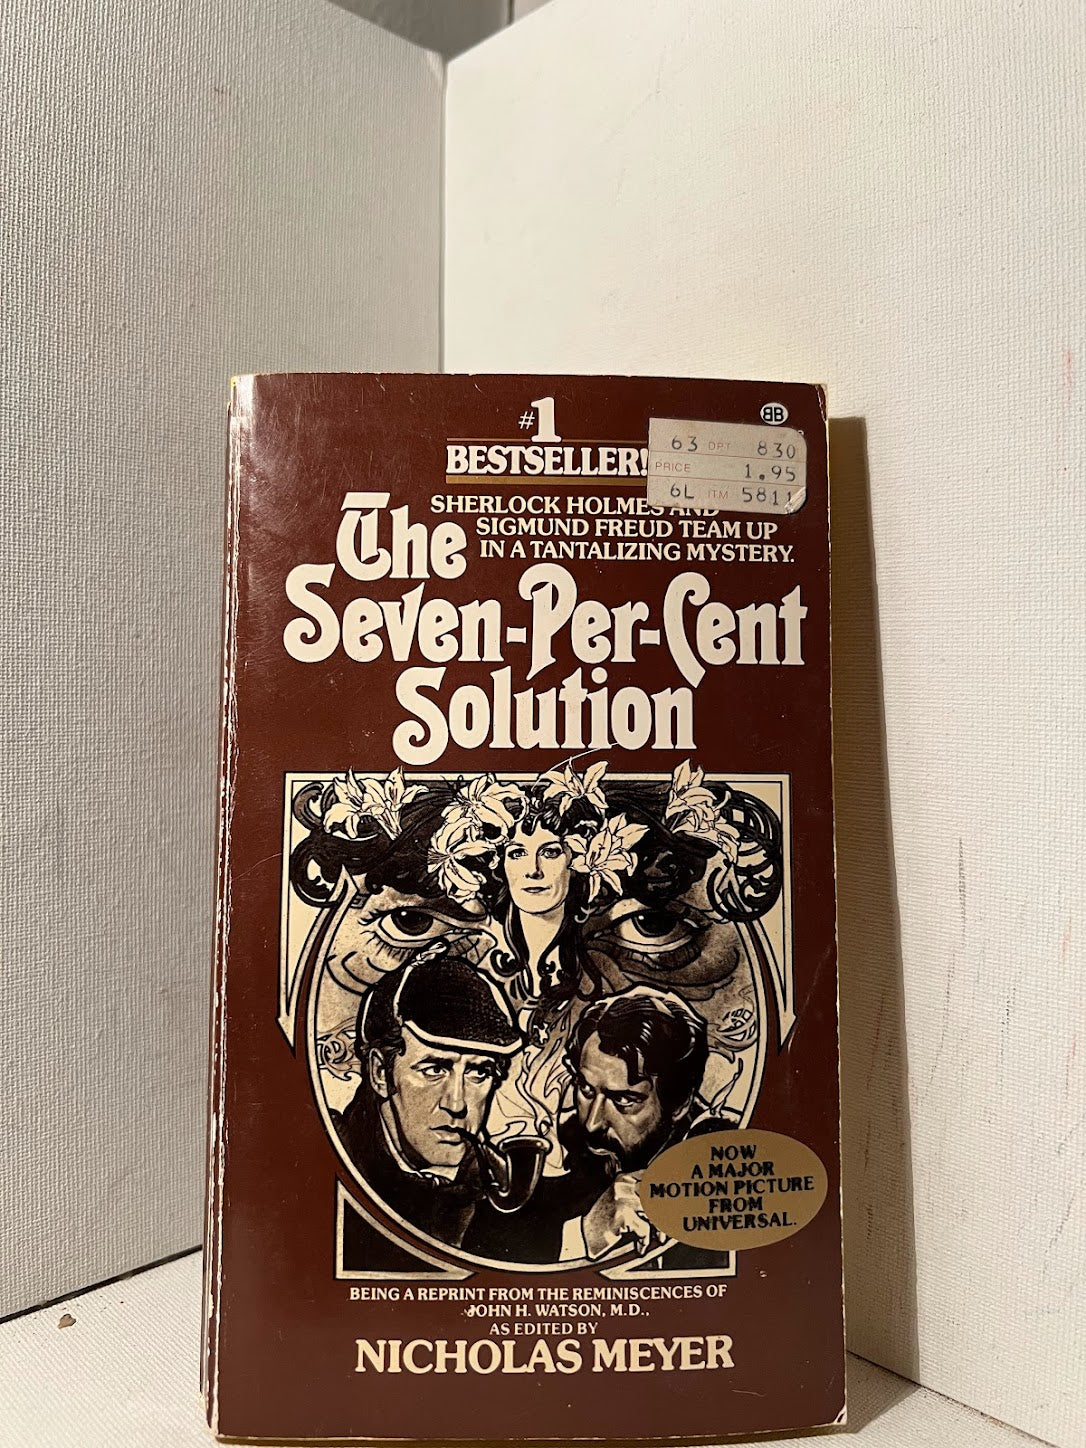 #1
BESTSELLER!
BB
63 DPT 830
PRICE 1.95
6L ITM 5811
SHERLOCK HOLMES AND
SIGMUND FREUD TEAM UP
IN A TANTALIZING MYSTERY.
The
Seven-Per-Cent
Solution
NOW
A MAJOR
MOTION PICTURE
FROM
UNIVERSAL.
BEING A REPRINT FROM THE REMINISCENCES OF
JOHN H. WATSON, M.D.,
AS EDITED BY
NICHOLAS MEYER